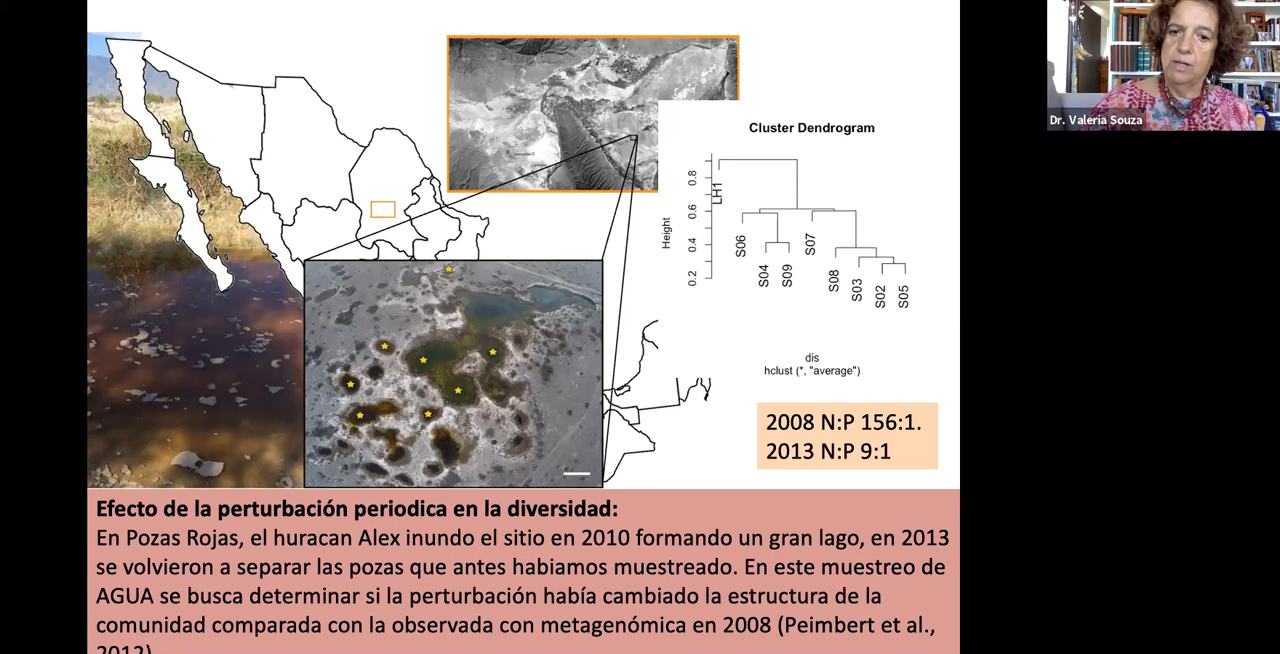 Dr. Valeria Souza
Cluster Dendrogram
Height
0.2 0.4 0.6 0.8
LH1
S06
S04
S09
S07
S08
S03
S02
S05
dis
hclust (*, "average")
2008 N:P 156:1.
2013 N:P 9:1
Efecto de la perturbación periodica en la diversidad:
En Pozas Rojas, el huracan Alex inundo el sitio en 2010 formando un gran lago, en 2013
se volvieron a separar las pozas que antes habiamos muestreado. En este muestreo de
AGUA se busca determinar si la perturbación había cambiado la estructura de la
comunidad comparada con la observada con metagenómica en 2008 (Peimbert et al.,
2012)